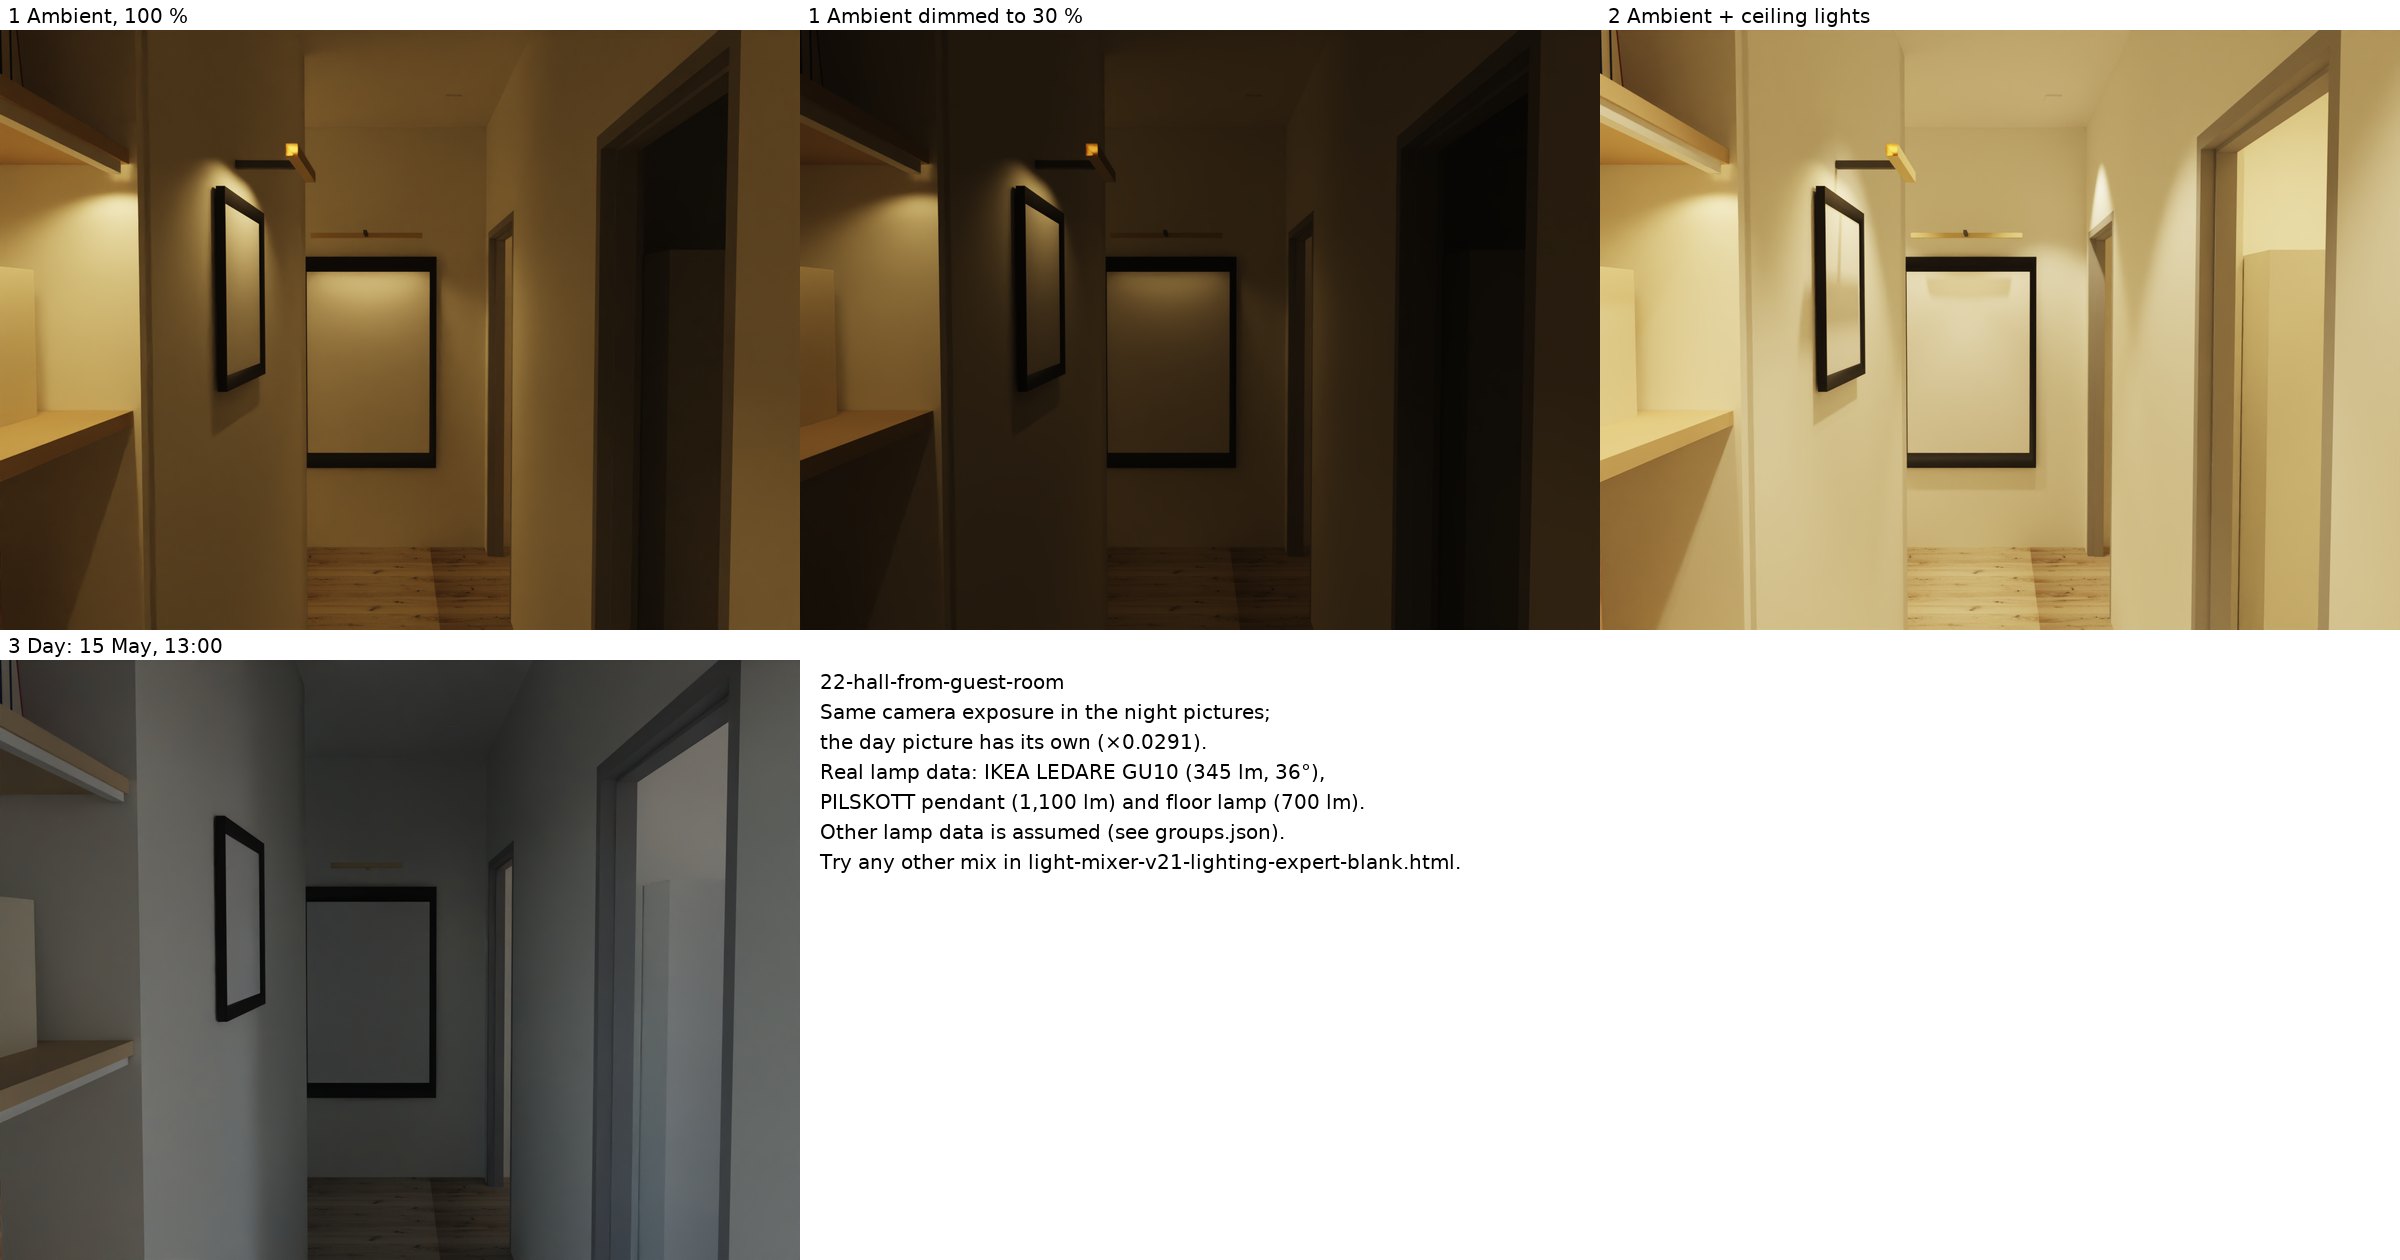 1 Ambient, 100 %
1 Ambient dimmed to 30 %
2 Ambient + ceiling lights
3 Day: 15 May, 13:00
22-hall-from-guest-room
Same camera exposure in the night pictures;
the day picture has its own (×0.0291).
Real lamp data: IKEA LEDARE GU10 (345 lm, 36°),
PILSKOTT pendant (1,100 lm) and floor lamp (700 lm).
Other lamp data is assumed (see groups.json).
Try any other mix in light-mixer-v21-lighting-expert-blank.html.